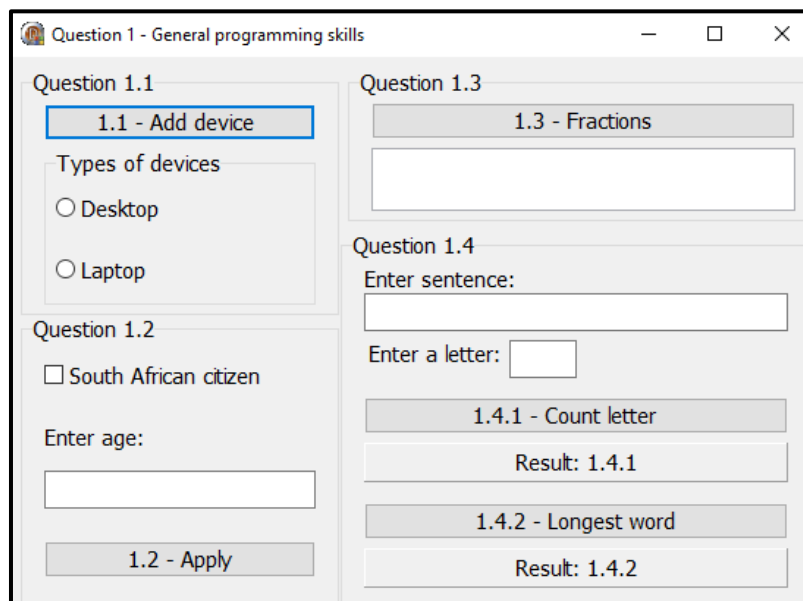 Question 1 - General programming skills
Question 1.1
1.1 - Add device
Types of devices
Desktop
Laptop
Question 1.2
South African citizen
Enter age:
1.2 - Apply
Question 1.3
1.3 - Fractions
Question 1.4
Enter sentence:
Enter a letter:
1.4.1 - Count letter
Result: 1.4.1
1.4.2 - Longest word
Result: 1.4.2